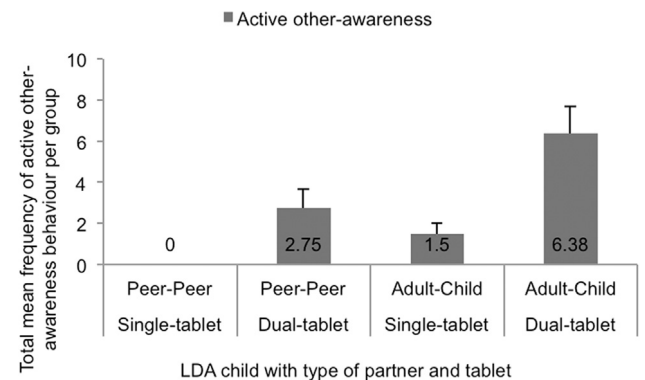 Active other-awareness
Total mean frequency of active other-
awareness behaviour per group
10
8
6
4
2
0
0
2.75
1.5
6.38
Peer-Peer
Peer-Peer
Adult-Child
Adult-Child
Single-tablet
Dual-tablet
Single-tablet
Dual-tablet
LDA child with type of partner and tablet